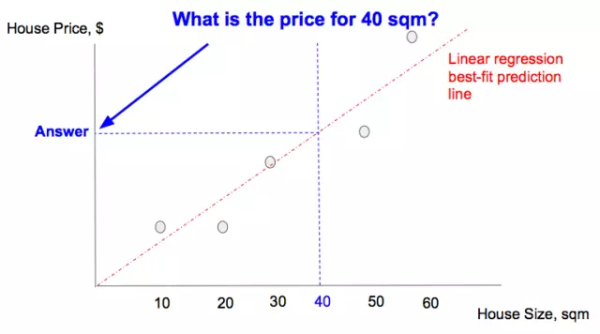 What is the price for 40 sqm?
House Price, $
Linear regression
best-fit prediction
line
Answer
10 20 30 40 50 60
House Size, sqm